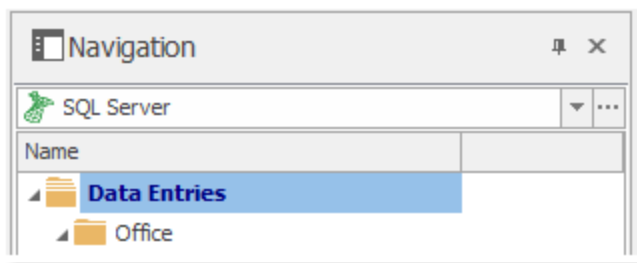 Navigation
SQL Server
Name
Data Entries
Office